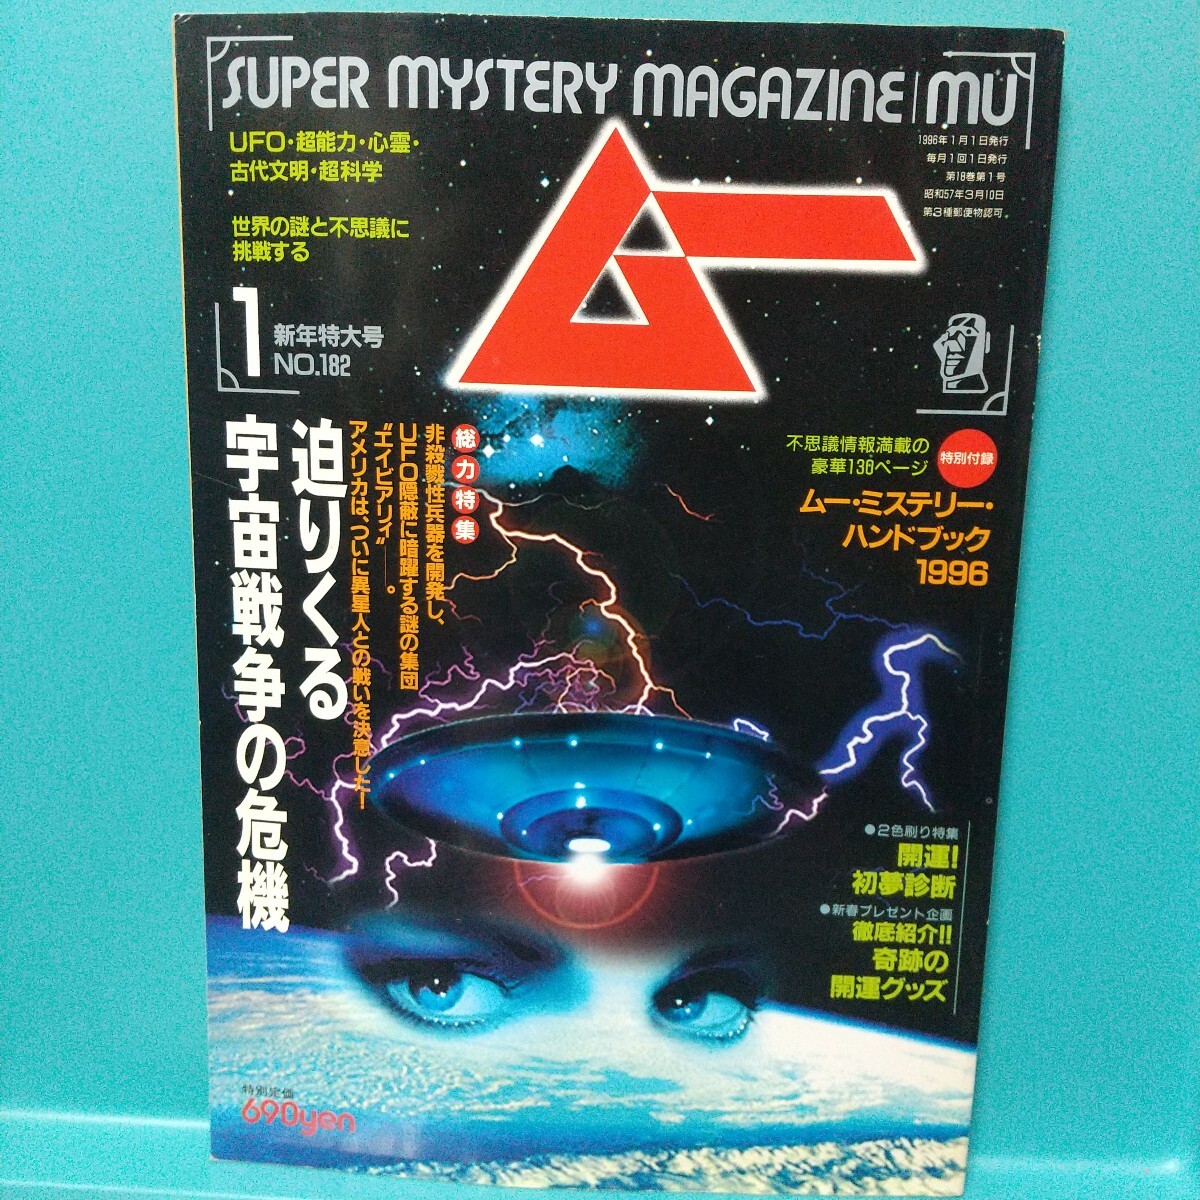 SUPER MYSTERY MAGAZINE MU
UFO・超能力・心霊・
古代文明・超科学
世界の謎と不思議に
挑戦する
1996年1月1日発行
毎月1回1日発行
第18巻第1号
昭和57年3月10日
第3種郵便物認可
ムー
1
新年特大号
NO.182
不思議情報満載の
豪華136ページ
特別付録
ムー・ミステリー・
ハンドブック
1996
総力特集
非殺戮性兵器を開発し、
UFO隠蔽に暗躍する謎の集団
“エイビアリィ”――。
アメリカは、ついに異星人との戦いを決意した!
迫りくる
宇宙戦争の危機
●2色刷り特集
開運!
初夢診断
●新春プレゼント企画
徹底紹介!!
奇跡の
開運グッズ
特別定価
690yen